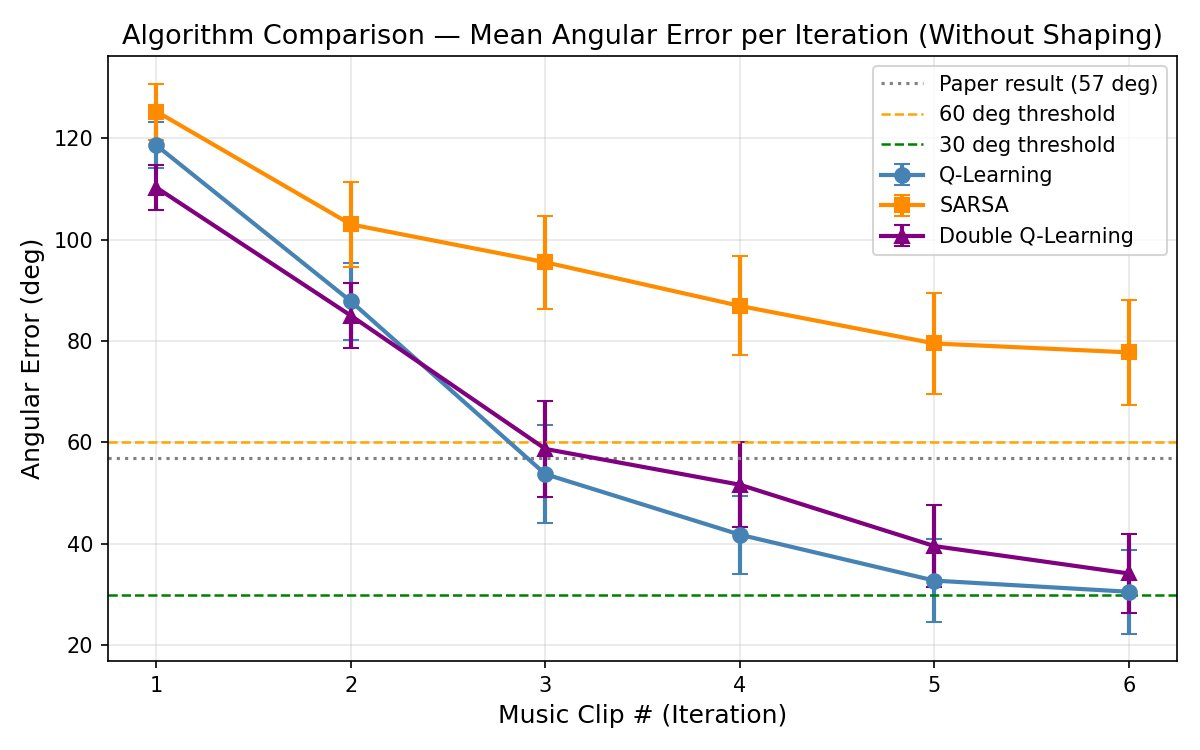 Algorithm Comparison — Mean Angular Error per Iteration (Without Shaping)
Paper result (57 deg)
60 deg threshold
30 deg threshold
Q-Learning
SARSA
Double Q-Learning
Angular Error (deg)
120
100
80
60
40
20
1 2 3 4 5 6
Music Clip # (Iteration)